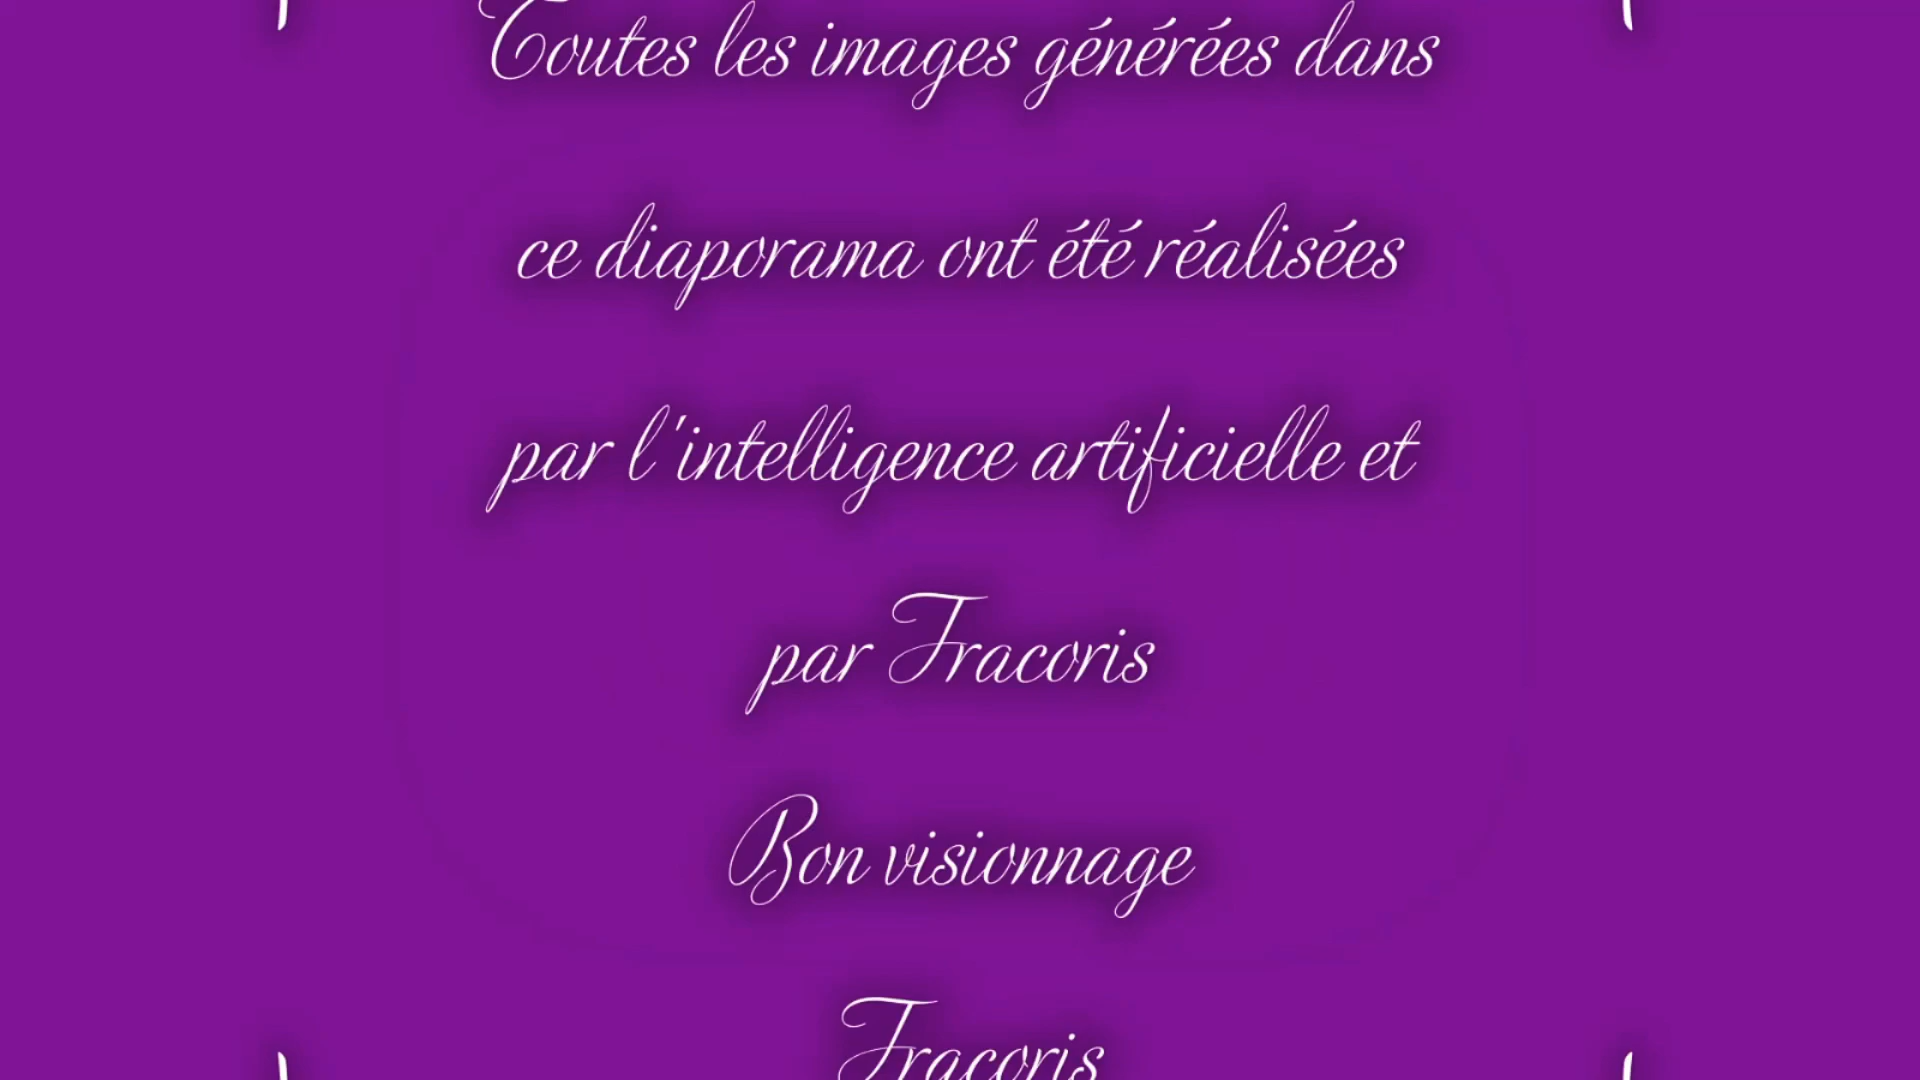 Toutes les images générées dans
ce diaporama ont été réalisées
par l'intelligence artificielle et
par Fracoris
Bon visionnage
Fracoris